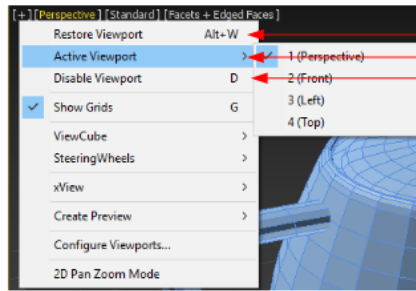 [+] [Perspective] [Standard] [Facets + Edged Faces]
Restore Viewport Alt+W
Active Viewport
1 (Perspective)
Disable Viewport D
2 (Front)
Show Grids G
3 (Left)
4 (Top)
ViewCube
SteeringWheels
xView
Create Preview
Configure Viewports...
2D Pan Zoom Mode